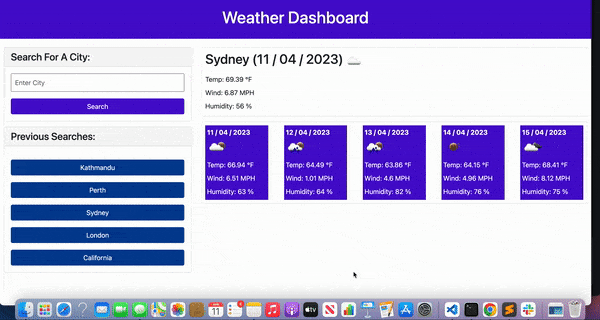 Weather Dashboard
Search For A City:
Enter City
Search
Previous Searches:
Kathmandu
Perth
Sydney
London
California
Sydney (11 / 04 / 2023)
Temp: 69.39 °F
Wind: 6.87 MPH
Humidity: 56 %
11 / 04 / 2023
Temp: 66.94 °F
Wind: 6.51 MPH
Humidity: 63 %
12 / 04 / 2023
Temp: 64.49 °F
Wind: 1.01 MPH
Humidity: 64 %
13 / 04 / 2023
Temp: 63.86 °F
Wind: 4.6 MPH
Humidity: 82 %
14 / 04 / 2023
Temp: 64.15 °F
Wind: 4.96 MPH
Humidity: 76 %
15 / 04 / 2023
Temp: 68.41 °F
Wind: 8.12 MPH
Humidity: 75 %
11
tv